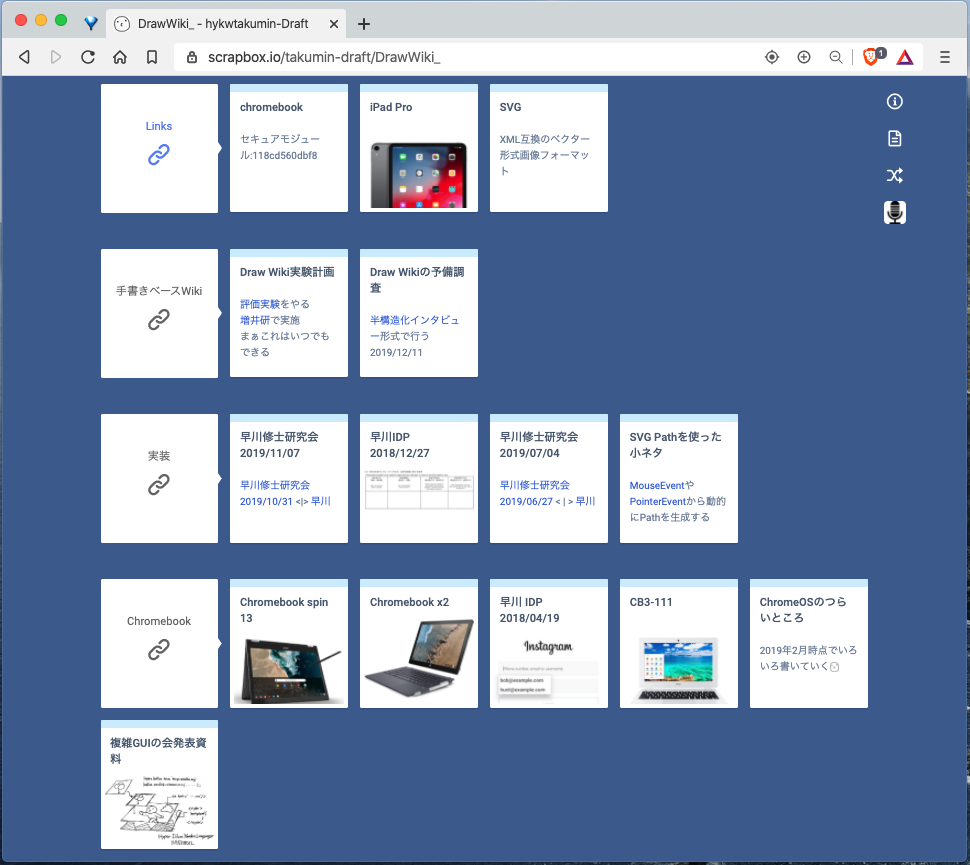 DrawWiki_ - hykwtakumin-Draft
scrapbox.io/takumin-draft/DrawWiki_
1
Links
chromebook
セキュアモジュー
ル:118cd560dbf8
iPad Pro
SVG
XML互換のベクター
形式画像フォーマッ
ト
手書きベースWiki
Draw Wiki実験計画
評価実験をやる
増井研で実施
まぁこれはいつでも
できる
Draw Wikiの予備調
査
半構造化インタビュ
ー形式で行う
2019/12/11
実装
早川修士研究会
2019/11/07
早川修士研究会
2019/10/31 <|> 早川
早川IDP
2018/12/27
早川修士研究会
2019/07/04
早川修士研究会
2019/06/27 < | > 早川
SVG Pathを使った
小ネタ
MouseEventや
PointerEventから動的
にPathを生成する
Chromebook
Chromebook spin
13
Chromebook x2
早川 IDP
2018/04/19
Instagram
Phone number, email or username
bob@example.com
hunt@example.com
CB3-111
ChromeOSのつら
いところ
2019年2月時点でいろ
いろ書いていく
複雑GUIの会発表資
料